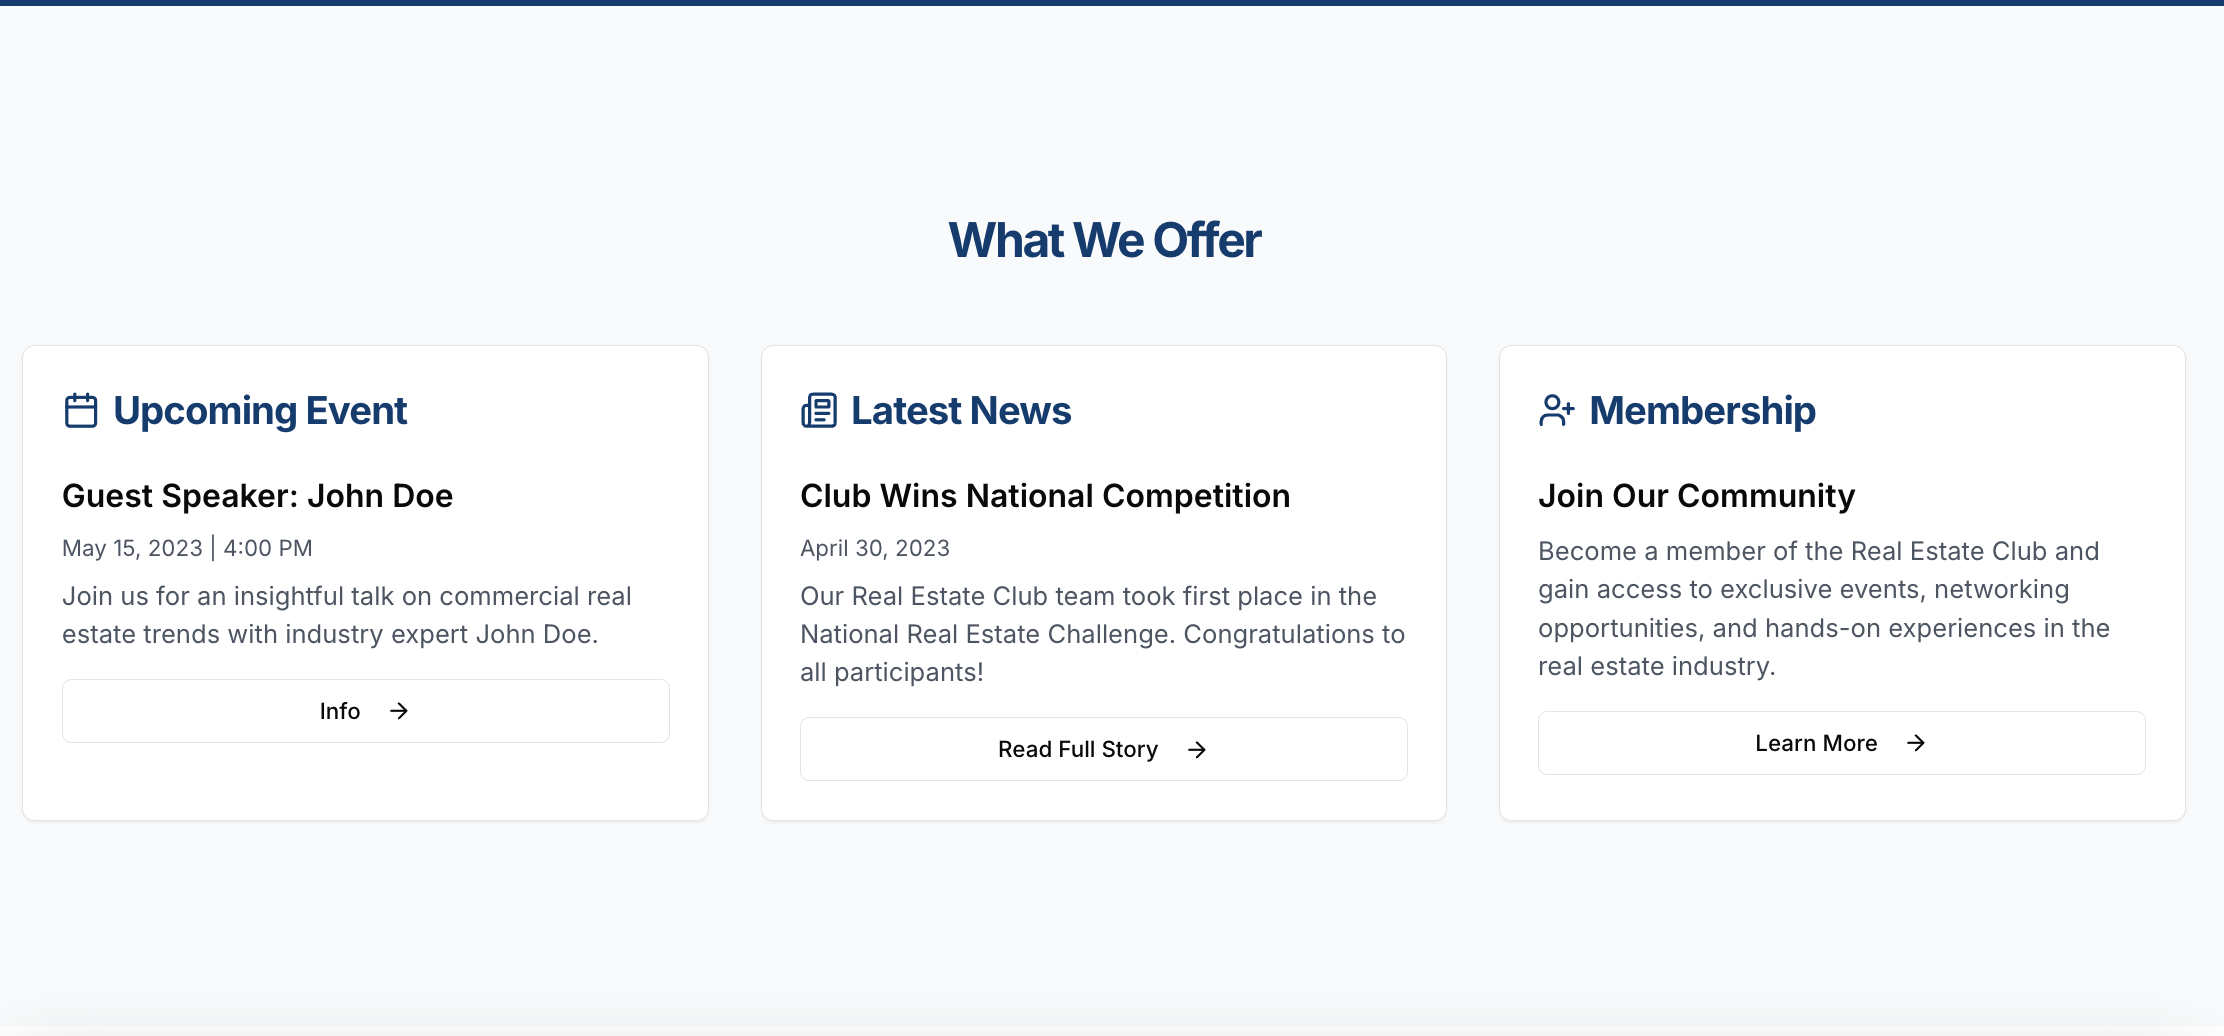 What We Offer
Upcoming Event
Guest Speaker: John Doe
May 15, 2023 | 4:00 PM
Join us for an insightful talk on commercial real
estate trends with industry expert John Doe.
Info
Latest News
Club Wins National Competition
April 30, 2023
Our Real Estate Club team took first place in the
National Real Estate Challenge. Congratulations to
all participants!
Read Full Story
Membership
Join Our Community
Become a member of the Real Estate Club and
gain access to exclusive events, networking
opportunities, and hands-on experiences in the
real estate industry.
Learn More